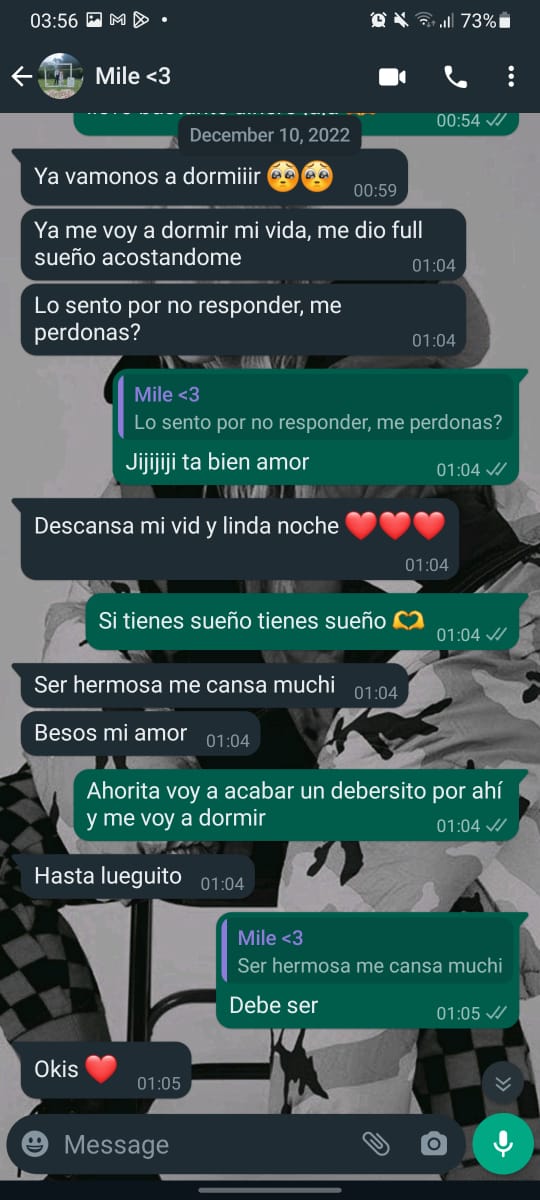 03:56
73%
Mile <3
00:54
December 10, 2022
Ya vamonos a dormiiir 🥺🥺
00:59
Ya me voy a dormir mi vida, me dio full
sueño acostandome
01:04
Lo sento por no responder, me
perdonas?
01:04
Mile <3
Lo sento por no responder, me perdonas?
Jijijiji ta bien amor
01:04
Descansa mi vid y linda noche ❤️❤️❤️
01:04
Si tienes sueño tienes sueño 🫶
01:04
Ser hermosa me cansa muchi
01:04
Besos mi amor
01:04
Ahorita voy a acabar un debersito por ahí
y me voy a dormir
01:04
Hasta lueguito
01:04
Mile <3
Ser hermosa me cansa muchi
Debe ser
01:05
Okis ❤️
01:05
Message